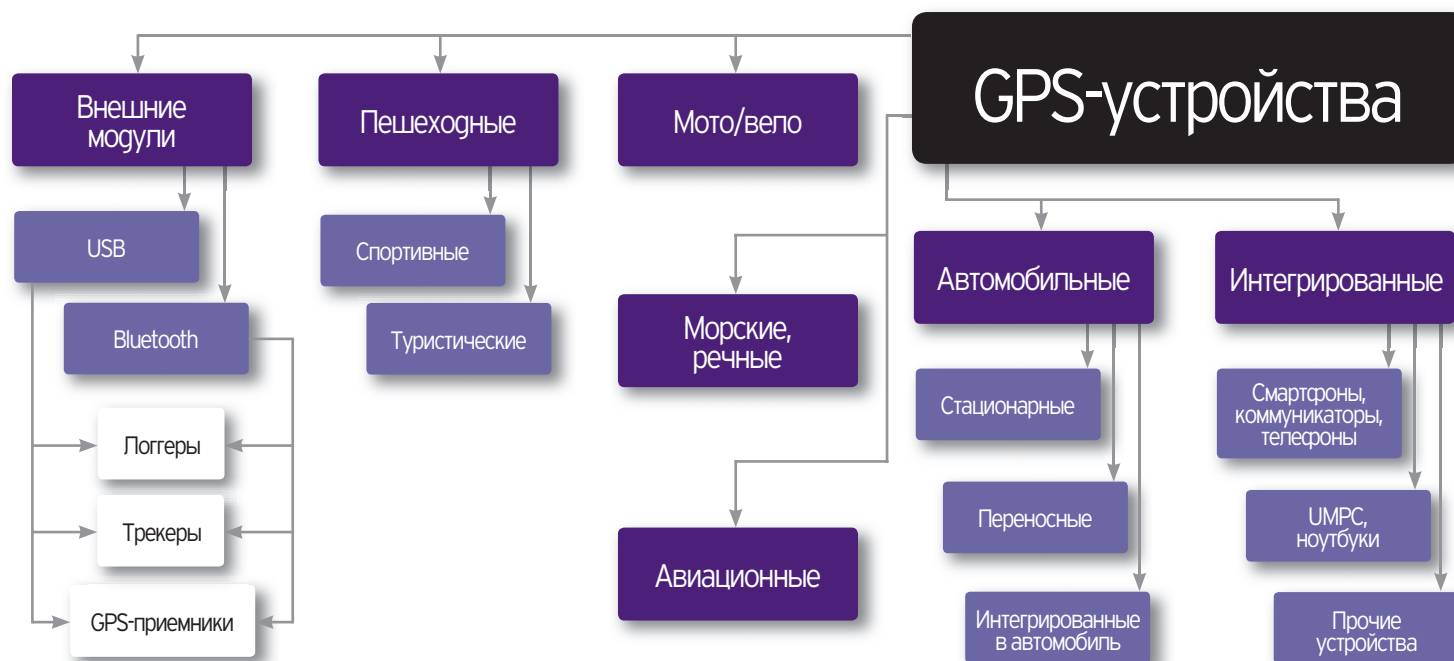 GPS-устройства
Внешние
модули
Пешеходные
Мото/вело
USB
Bluetooth
Логгеры
Трекеры
GPS-приемники
Спортивные
Туристические
Морские,
речные
Авиационные
Автомобильные
Стационарные
Переносные
Интегрированные
в автомобиль
Интегрированные
Смартфоны,
коммуникаторы,
телефоны
UMPC,
ноутбуки
Прочие
устройства